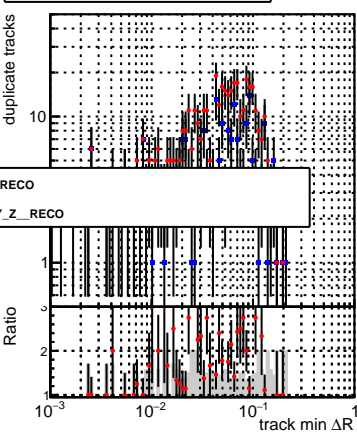 duplicate tracks
10
RECO
Z__RECO
1
Ratio
3
2
1
10⁻³
10⁻²
10⁻¹
1
track min ΔR